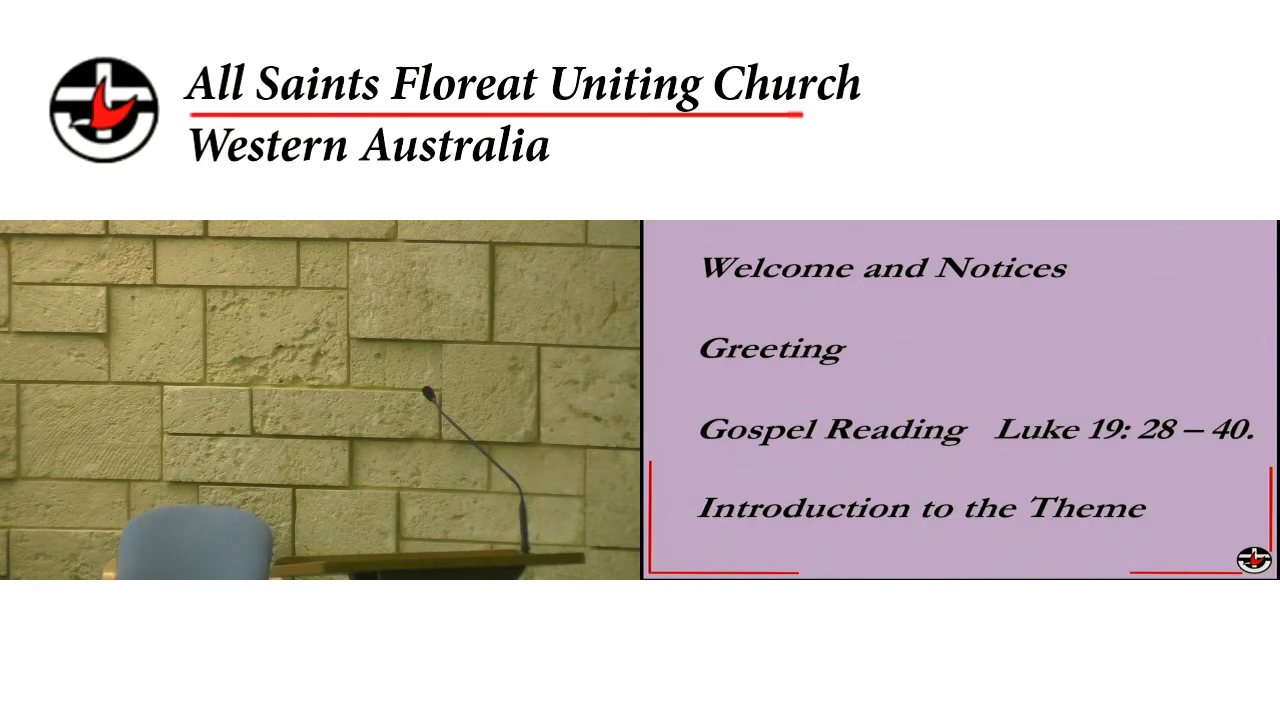 All Saints Floreat Uniting Church
Western Australia
Welcome and Notices
Greeting
Gospel Reading Luke 19: 28 – 40.
Introduction to the Theme